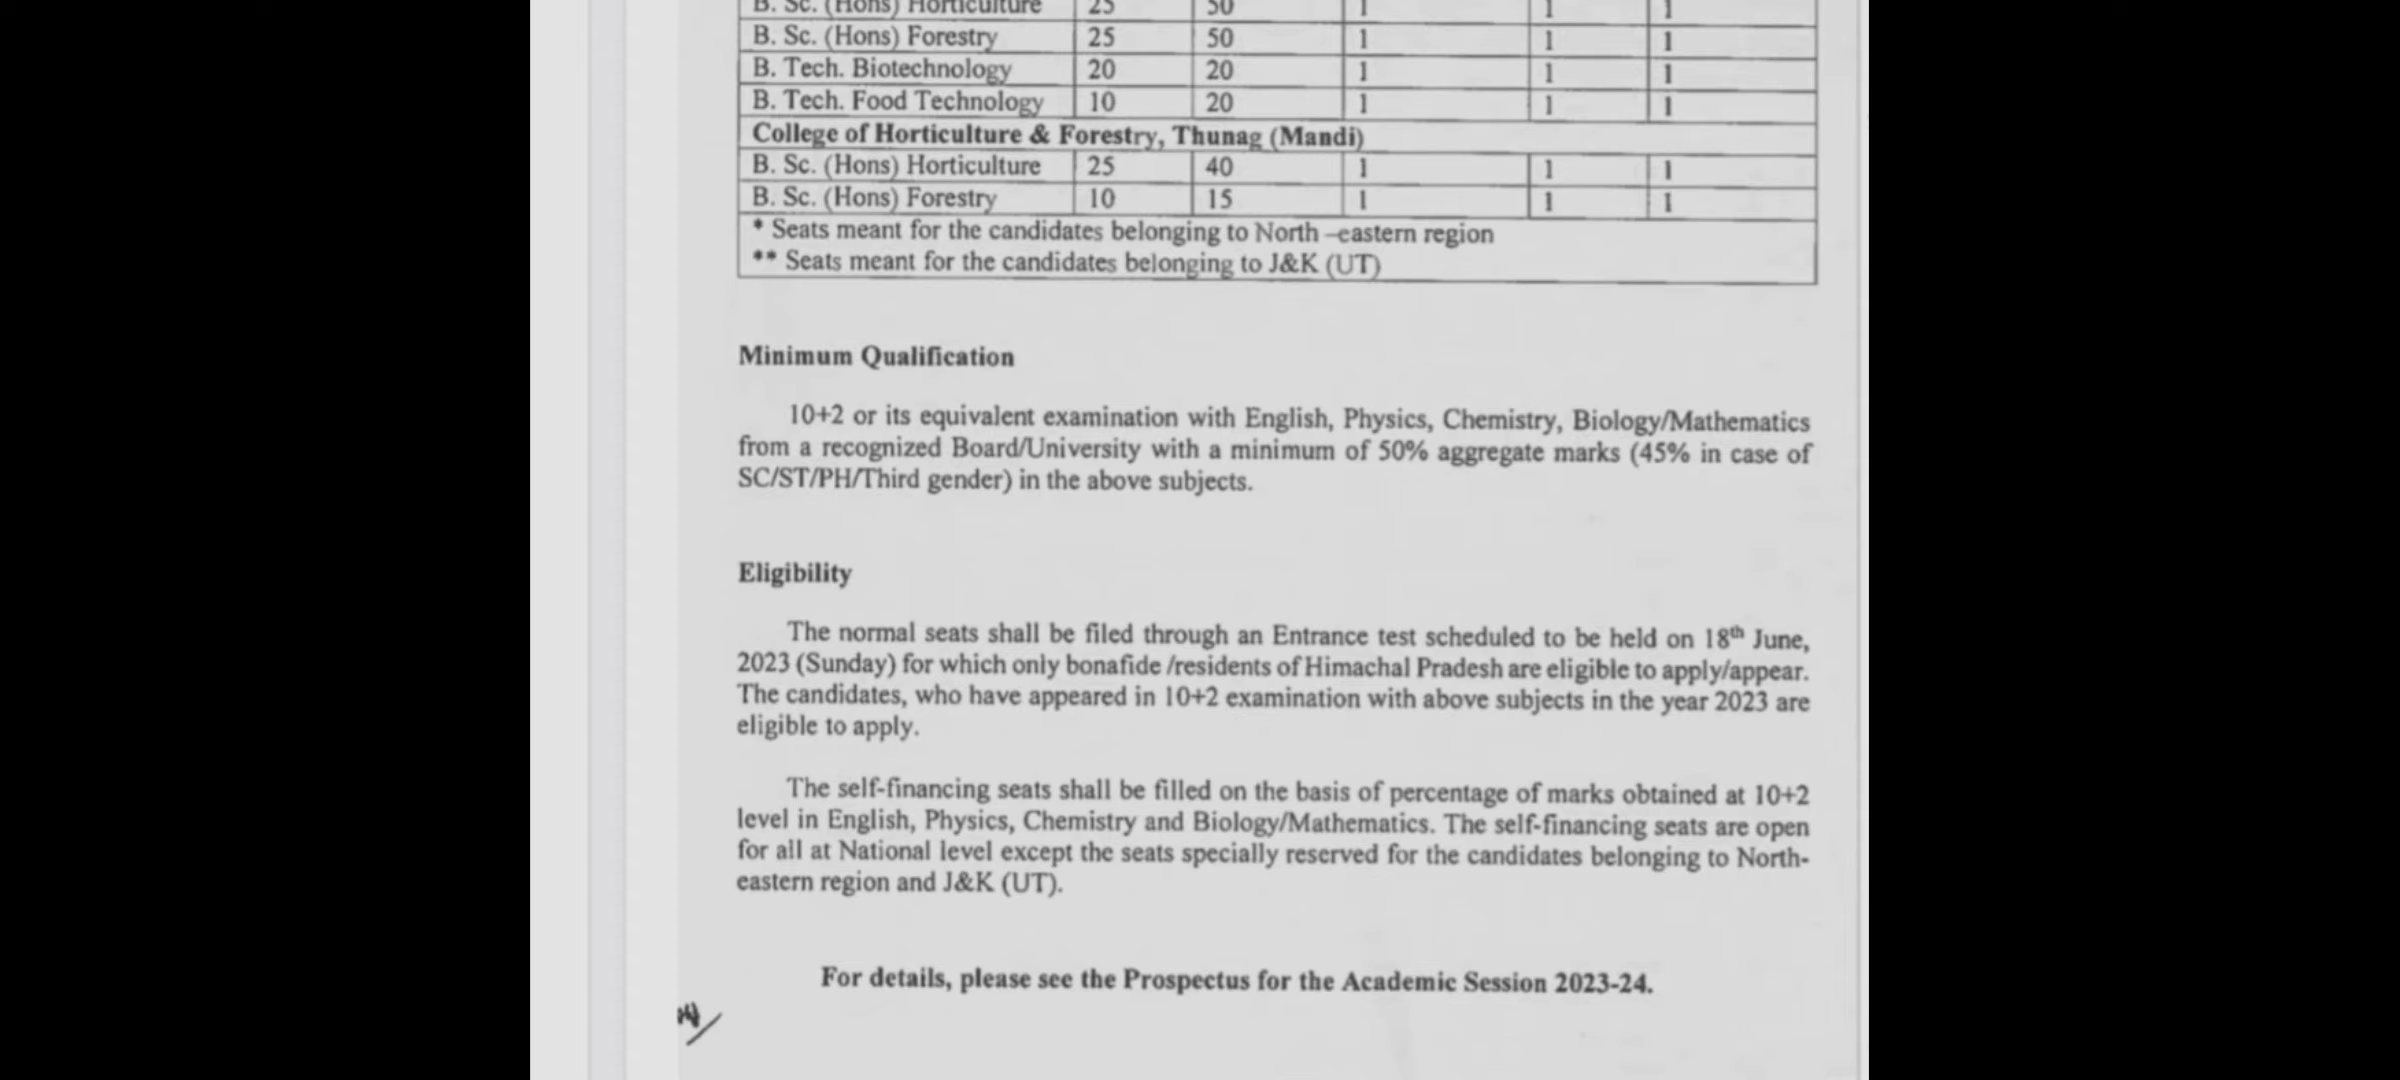 B. Sc. (Hons) Horticulture 25 50 1 1 1
B. Sc. (Hons) Forestry 25 50 1 1 1
B. Tech. Biotechnology 20 20 1 1 1
B. Tech. Food Technology 10 20 1 1 1
College of Horticulture & Forestry, Thunag (Mandi)
B. Sc. (Hons) Horticulture 25 40 1 1 1
B. Sc. (Hons) Forestry 10 15 1 1 1
* Seats meant for the candidates belonging to North –eastern region
** Seats meant for the candidates belonging to J&K (UT)
Minimum Qualification
10+2 or its equivalent examination with English, Physics, Chemistry, Biology/Mathematics
from a recognized Board/University with a minimum of 50% aggregate marks (45% in case of
SC/ST/PH/Third gender) in the above subjects.
Eligibility
The normal seats shall be filed through an Entrance test scheduled to be held on 18th June,
2023 (Sunday) for which only bonafide /residents of Himachal Pradesh are eligible to apply/appear.
The candidates, who have appeared in 10+2 examination with above subjects in the year 2023 are
eligible to apply.
The self-financing seats shall be filled on the basis of percentage of marks obtained at 10+2
level in English, Physics, Chemistry and Biology/Mathematics. The self-financing seats are open
for all at National level except the seats specially reserved for the candidates belonging to North-
eastern region and J&K (UT).
For details, please see the Prospectus for the Academic Session 2023-24.